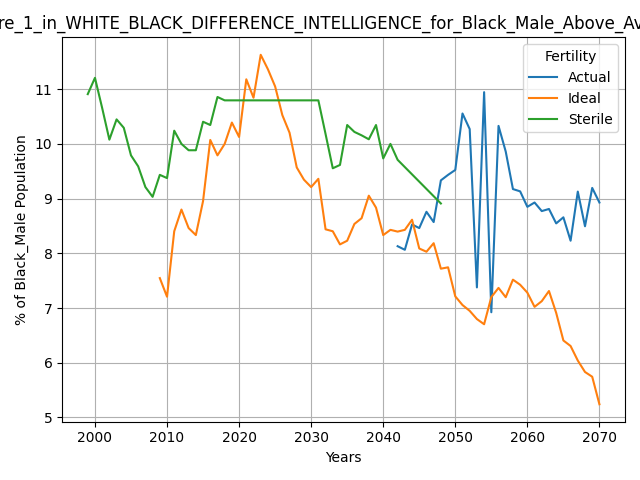 re_1_in_WHITE_BLACK_DIFFERENCE_INTELLIGENCE_for_Black_Male_Above_Av
Fertility
Actual
Ideal
Sterile
% of Black_Male Population
11
10
9
8
7
6
5
2000 2010 2020 2030 2040 2050 2060 2070
Years